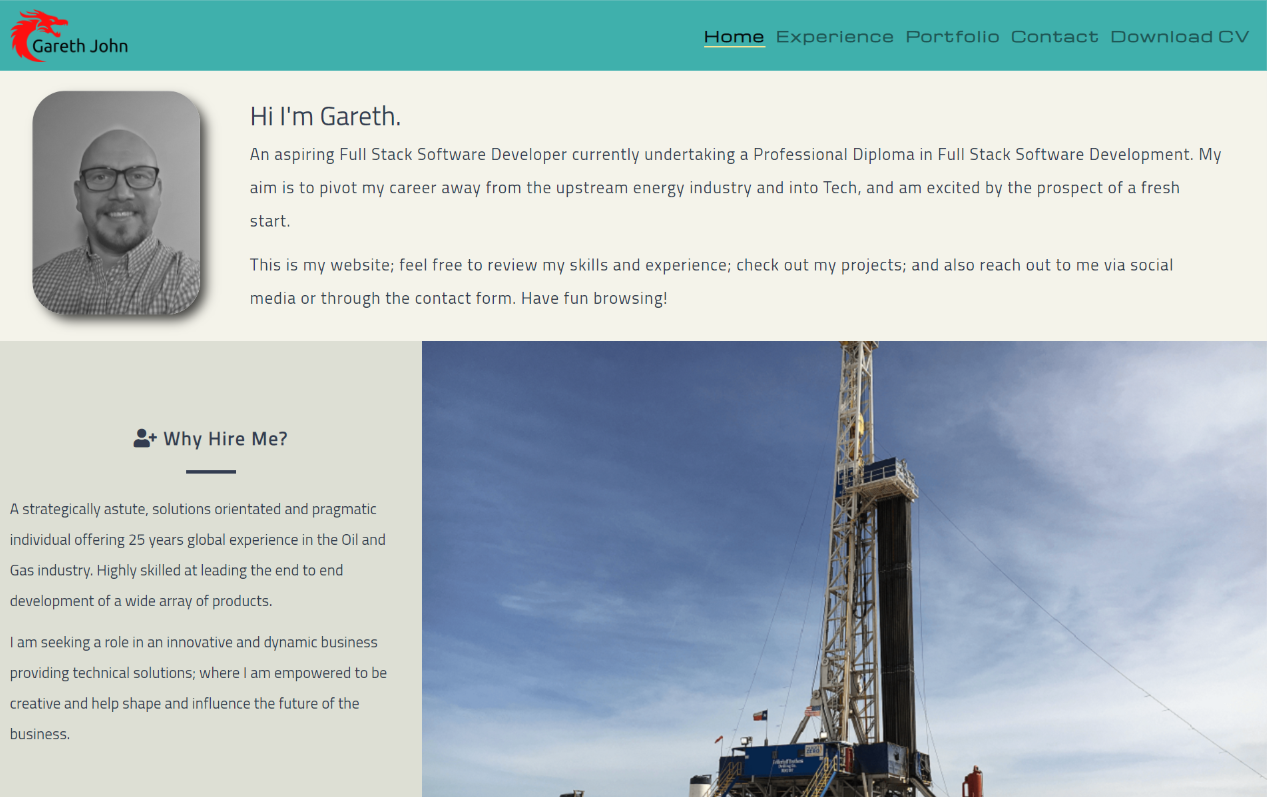 Gareth John
Home Experience Portfolio Contact Download CV
Hi I'm Gareth.
An aspiring Full Stack Software Developer currently undertaking a Professional Diploma in Full Stack Software Development. My
aim is to pivot my career away from the upstream energy industry and into Tech, and am excited by the prospect of a fresh
start.
This is my website; feel free to review my skills and experience; check out my projects; and also reach out to me via social
media or through the contact form. Have fun browsing!
Why Hire Me?
A strategically astute, solutions orientated and pragmatic
individual offering 25 years global experience in the Oil and
Gas industry. Highly skilled at leading the end to end
development of a wide array of products.
I am seeking a role in an innovative and dynamic business
providing technical solutions; where I am empowered to be
creative and help shape and influence the future of the
business.